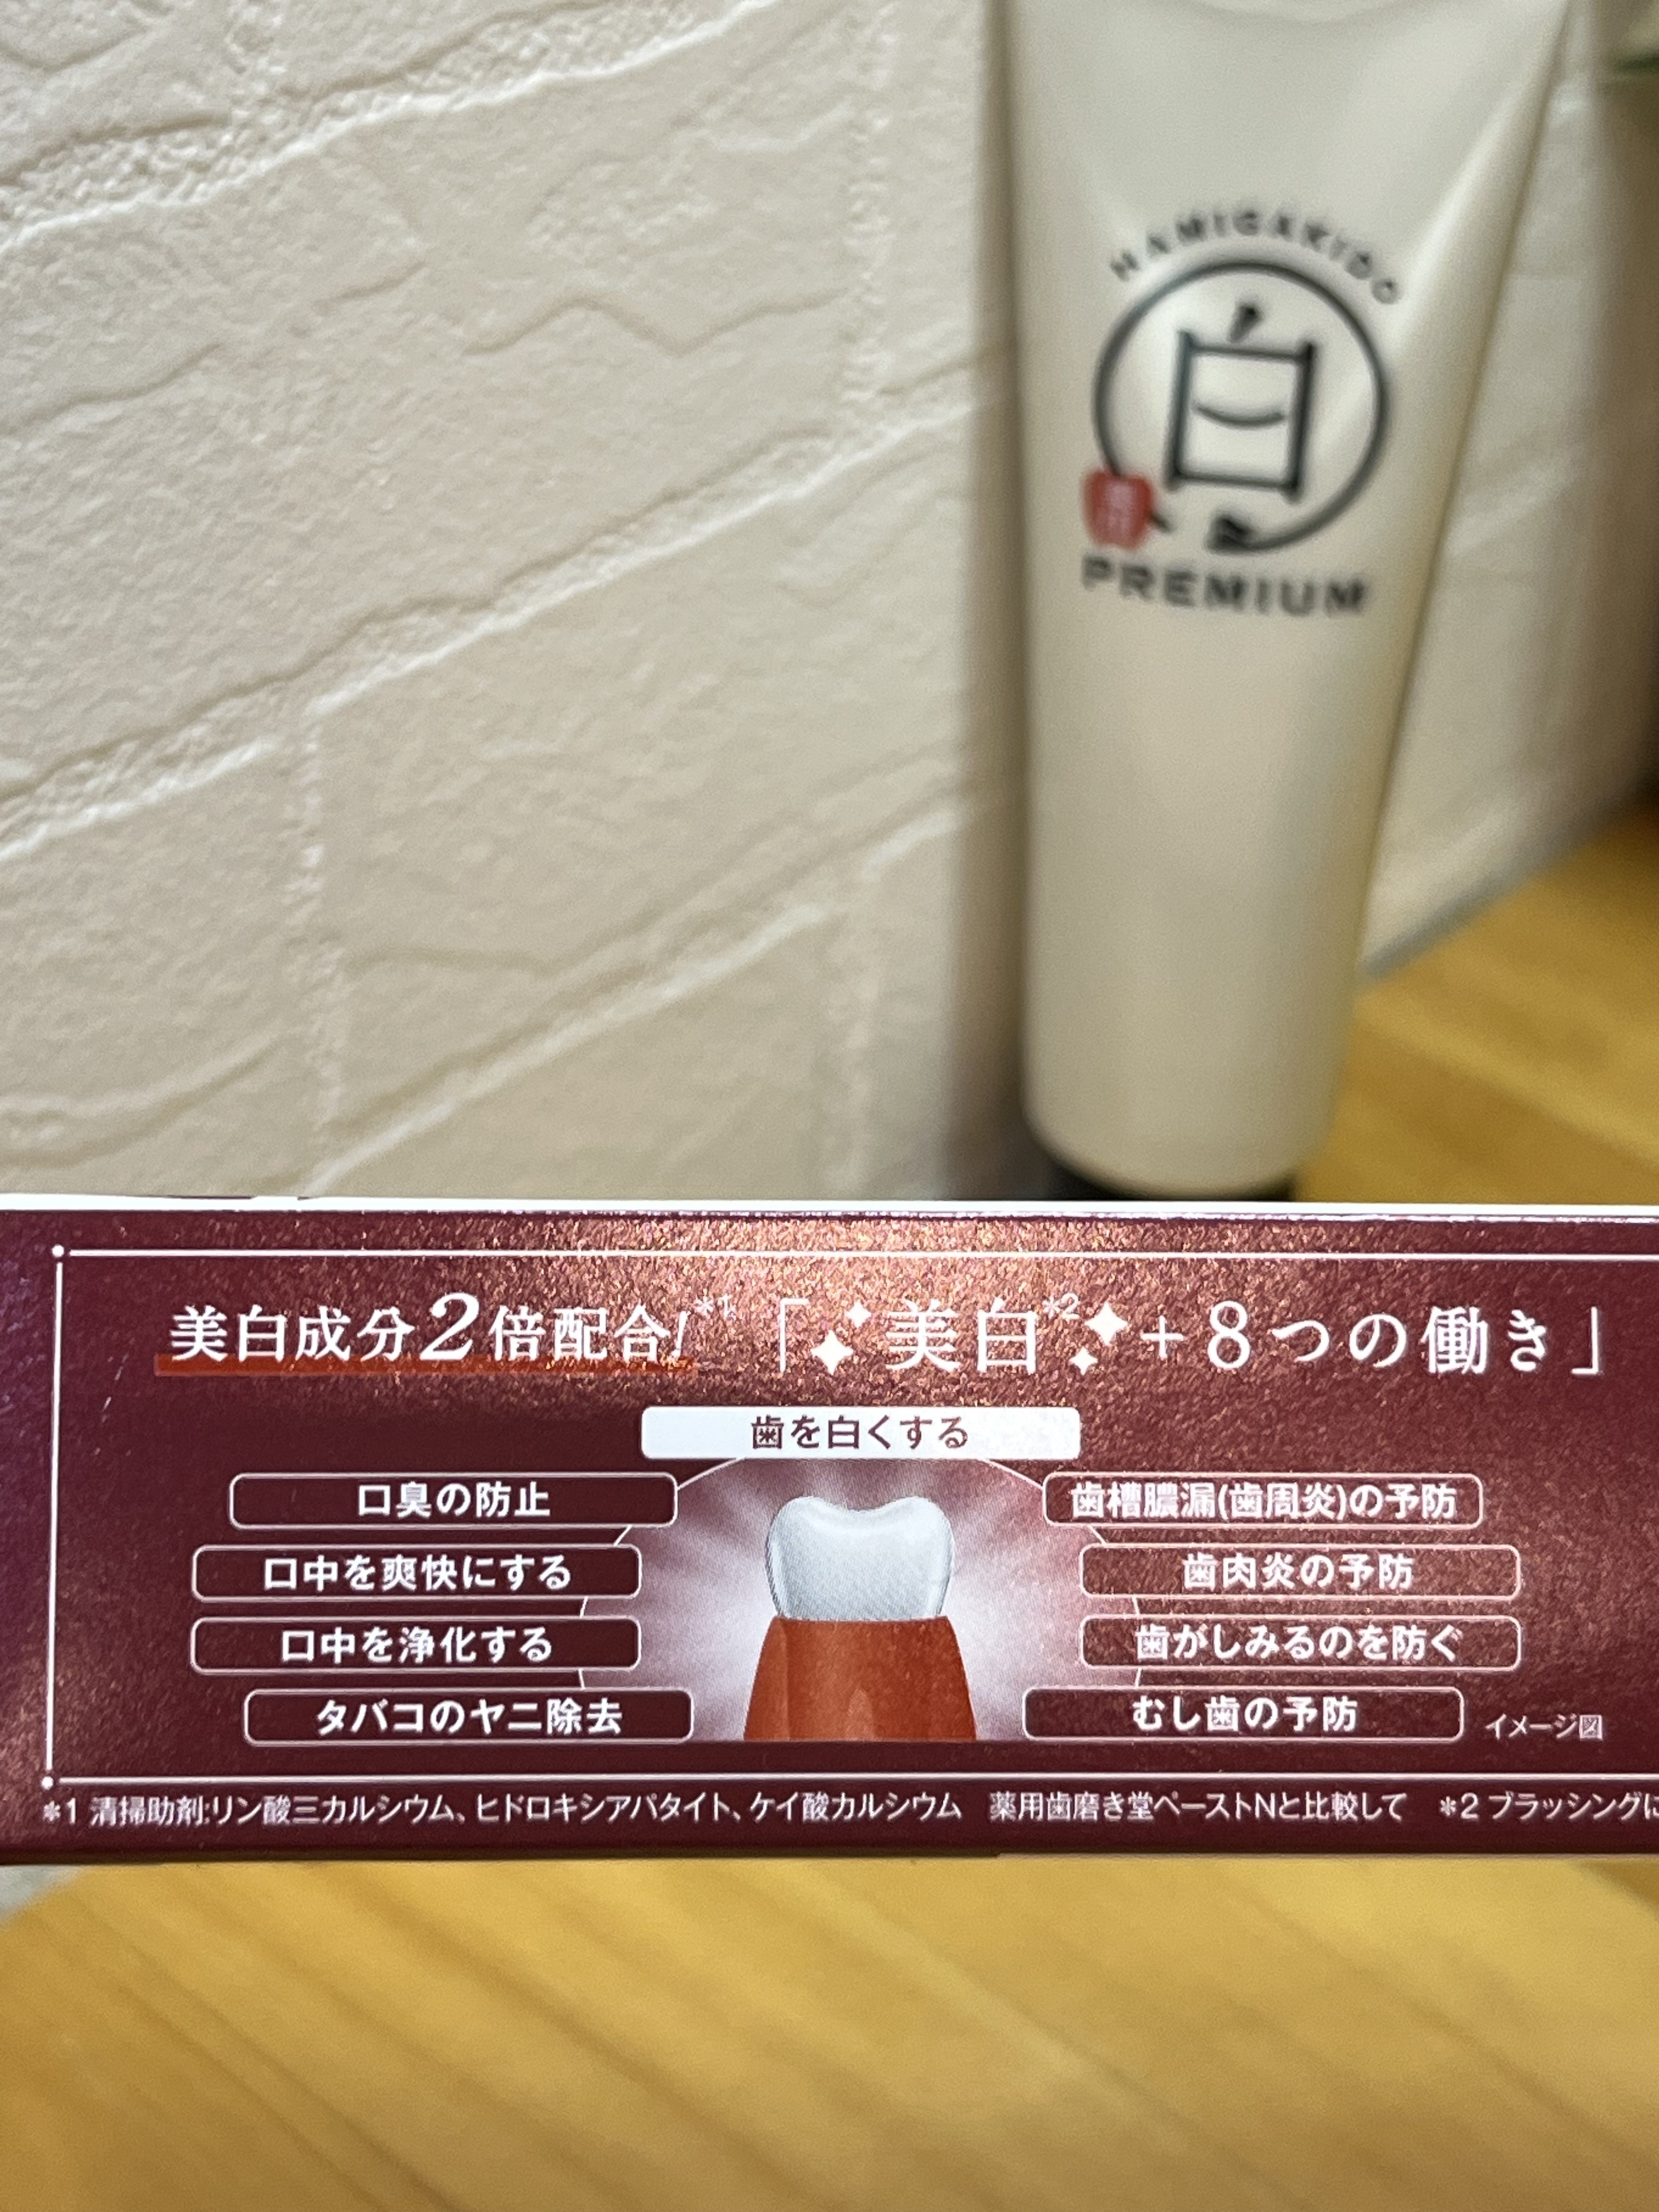 HAMIGAKIDO
白
PREMIUM
美白成分2倍配合!*1 「美白*2+8つの働き」
歯を白くする
口臭の防止
口中を爽快にする
口中を浄化する
タバコのヤニ除去
歯槽膿漏(歯周炎)の予防
歯肉炎の予防
歯がしみるのを防ぐ
むし歯の予防
イメージ図
*1 清掃助剤:リン酸三カルシウム、ヒドロキシアパタイト、ケイ酸カルシウム 薬用歯磨き堂ペーストNと比較して *2 ブラッシングに